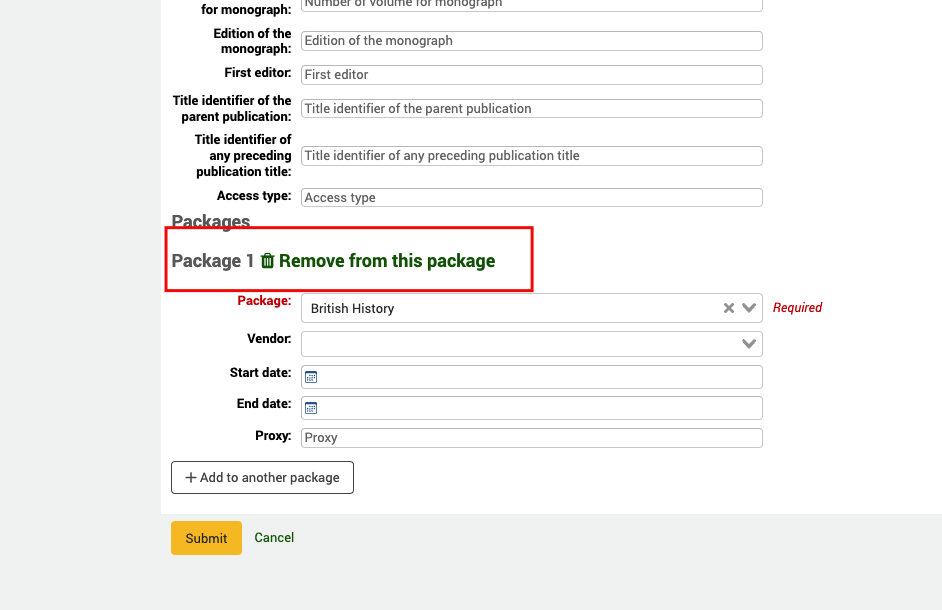 for monograph: Number of volume for monograph
Edition of the
monograph: Edition of the monograph
First editor: First editor
Title identifier of the
parent publication: Title identifier of the parent publication
Title identifier of
any preceding
publication title: Title identifier of any preceding publication title
Access type: Access type
Packages
Package 1 Remove from this package
Package: British History Required
Vendor:
Start date:
End date:
Proxy: Proxy
+ Add to another package
Submit Cancel